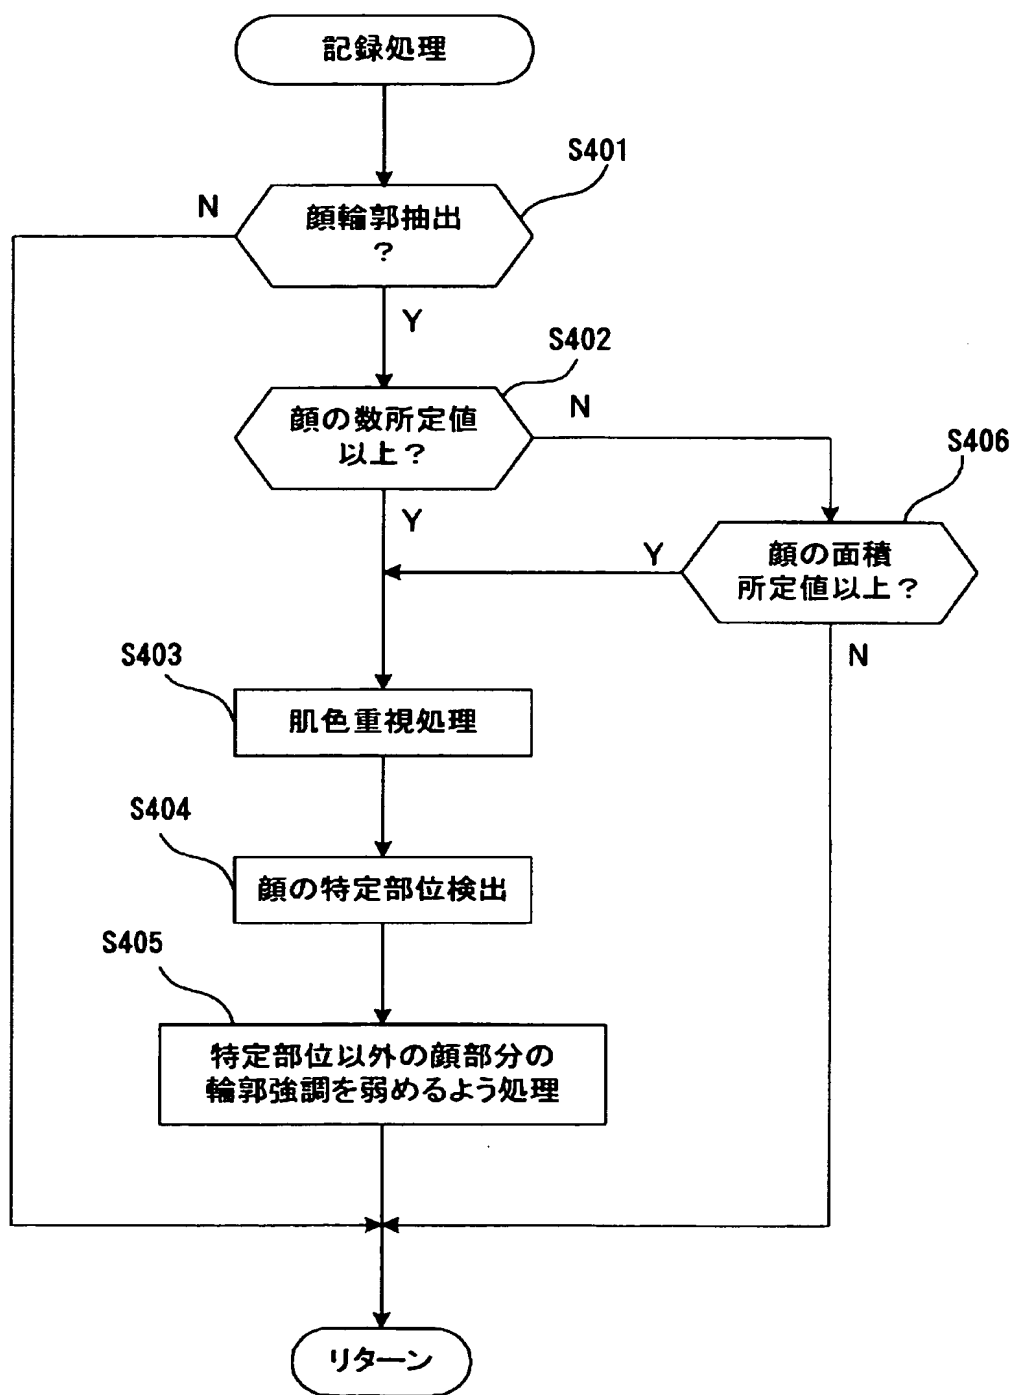 記録処理
S401
N
顔輪郭抽出
?
Y
S402
顔の数所定値
以上?
N
S406
Y
顔の面積
所定値以上?
Y
N
S403
肌色重視処理
S404
顔の特定部位検出
S405
特定部位以外の顔部分の
輪郭強調を弱めるよう処理
リターン